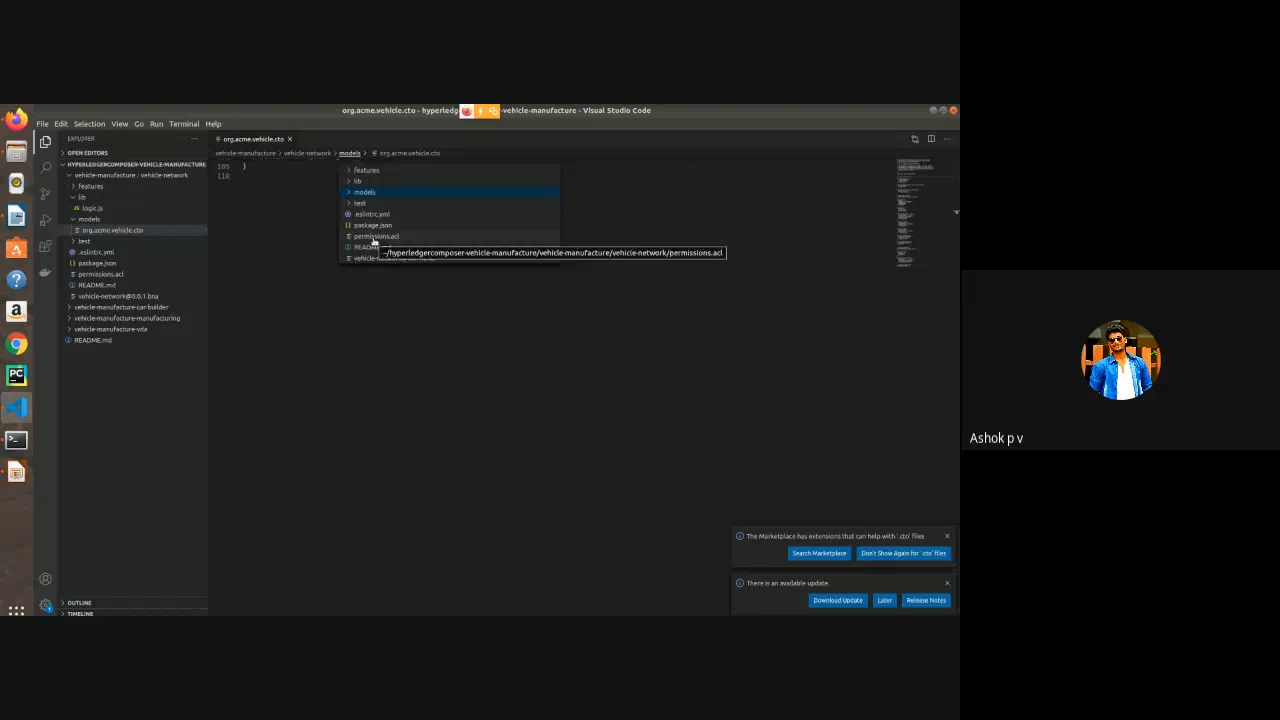 org.acme.vehicle.cto - hyperledg
-vehicle-manufacture - Visual Studio Code
File Edit Selection View Go Run Terminal Help
EXPLORER
org.acme.vehicle.cto
vehicle-manufacture > vehicle-network > models > org.acme.vehicle.cto
OPEN EDITORS
HYPERLEDGERCOMPOSER-VEHICLE-MANUFACTURE
vehicle-manufacture / vehicle-network
features
lib
logic.js
models
org.acme.vehicle.cto
test
.eslintrc.yml
package.json
permissions.acl
README.md
vehicle-network@0.0.1.bna
vehicle-manufacture-car-builder
vehicle-manufacture-manufacturing
vehicle-manufacture-vda
README.md
OUTLINE
TIMELINE
109 }
110
features
lib
models
test
.eslintrc.yml
package.json
permissions.acl
~/hyperledgercomposer-vehicle-manufacture/vehicle-manufacture/vehicle-network/permissions.acl
The Marketplace has extensions that can help with '.cto' files
Search Marketplace
Don't Show Again for '.cto' files
There is an available update.
Download Update
Later
Release Notes
Ashok p v